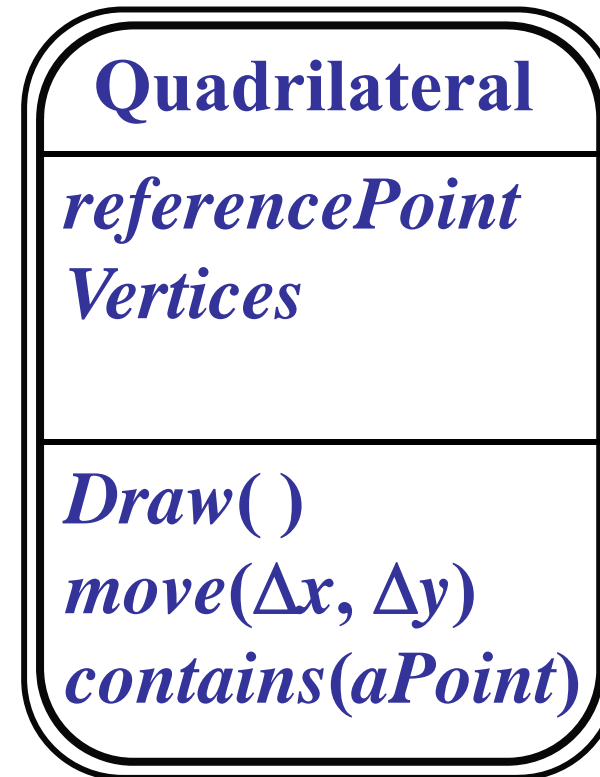 Quadrilateral
referencePoint
Vertices
Draw( )
move(Δx, Δy)
contains(aPoint)